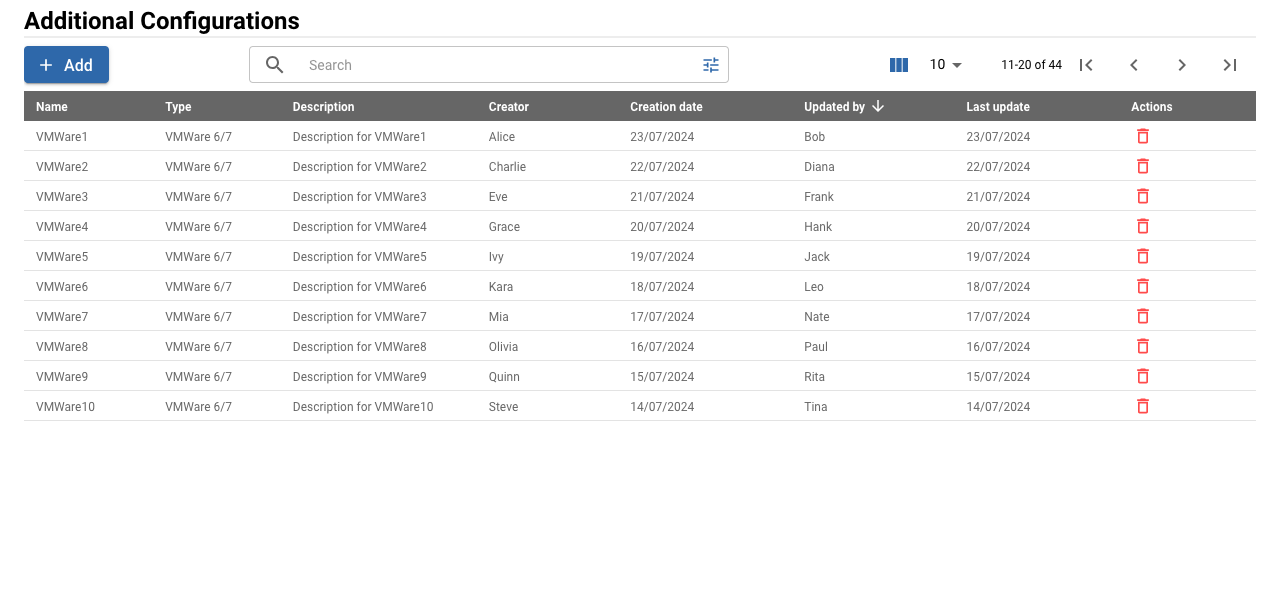 Additional Configurations
Add Search 10 11-20 of 44
Name Type Description Creator Creation date Updated by Last update Actions
VMWare1 VMWare 6/7 Description for VMWare1 Alice 23/07/2024 Bob 23/07/2024
VMWare2 VMWare 6/7 Description for VMWare2 Charlie 22/07/2024 Diana 22/07/2024
VMWare3 VMWare 6/7 Description for VMWare3 Eve 21/07/2024 Frank 21/07/2024
VMWare4 VMWare 6/7 Description for VMWare4 Grace 20/07/2024 Hank 20/07/2024
VMWare5 VMWare 6/7 Description for VMWare5 Ivy 19/07/2024 Jack 19/07/2024
VMWare6 VMWare 6/7 Description for VMWare6 Kara 18/07/2024 Leo 18/07/2024
VMWare7 VMWare 6/7 Description for VMWare7 Mia 17/07/2024 Nate 17/07/2024
VMWare8 VMWare 6/7 Description for VMWare8 Olivia 16/07/2024 Paul 16/07/2024
VMWare9 VMWare 6/7 Description for VMWare9 Quinn 15/07/2024 Rita 15/07/2024
VMWare10 VMWare 6/7 Description for VMWare10 Steve 14/07/2024 Tina 14/07/2024